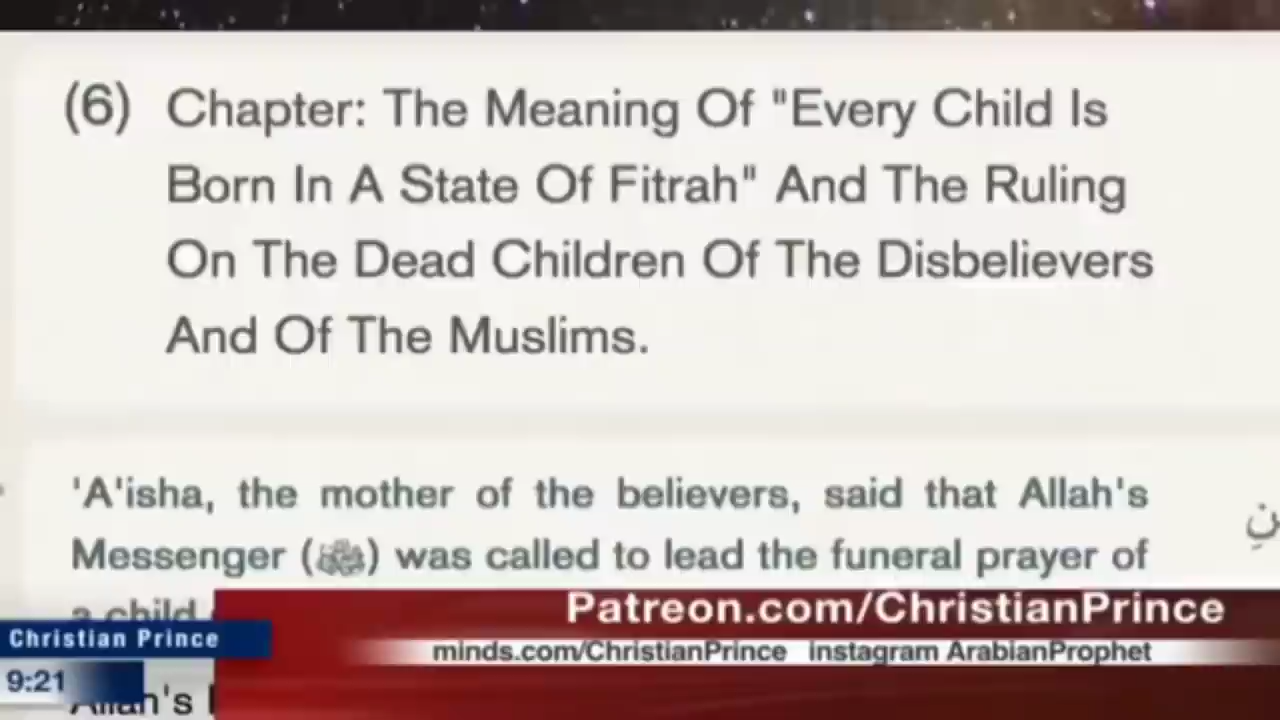 (6) Chapter: The Meaning Of "Every Child Is
Born In A State Of Fitrah" And The Ruling
On The Dead Children Of The Disbelievers
And Of The Muslims.
'A'isha, the mother of the believers, said that Allah's
Messenger (ﷺ) was called to lead the funeral prayer of
a child
Allah's
Patreon.com/ChristianPrince
minds.com/ChristianPrince instagram ArabianProphet
Christian Prince
9:21